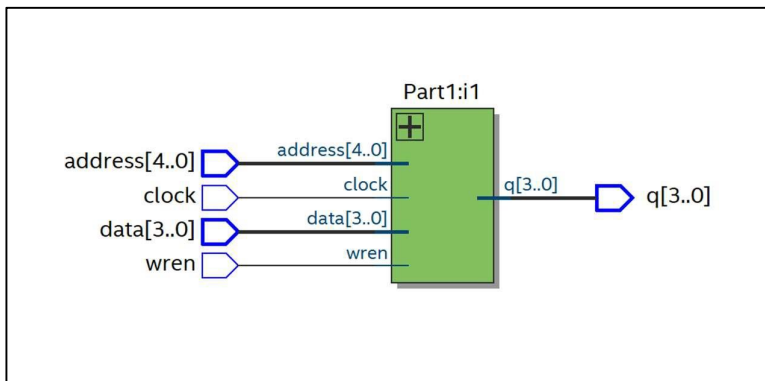 Part1:i1
address[4..0]
address[4..0]
clock
clock
data[3..0]
data[3..0]
wren
wren
q[3..0]
q[3..0]